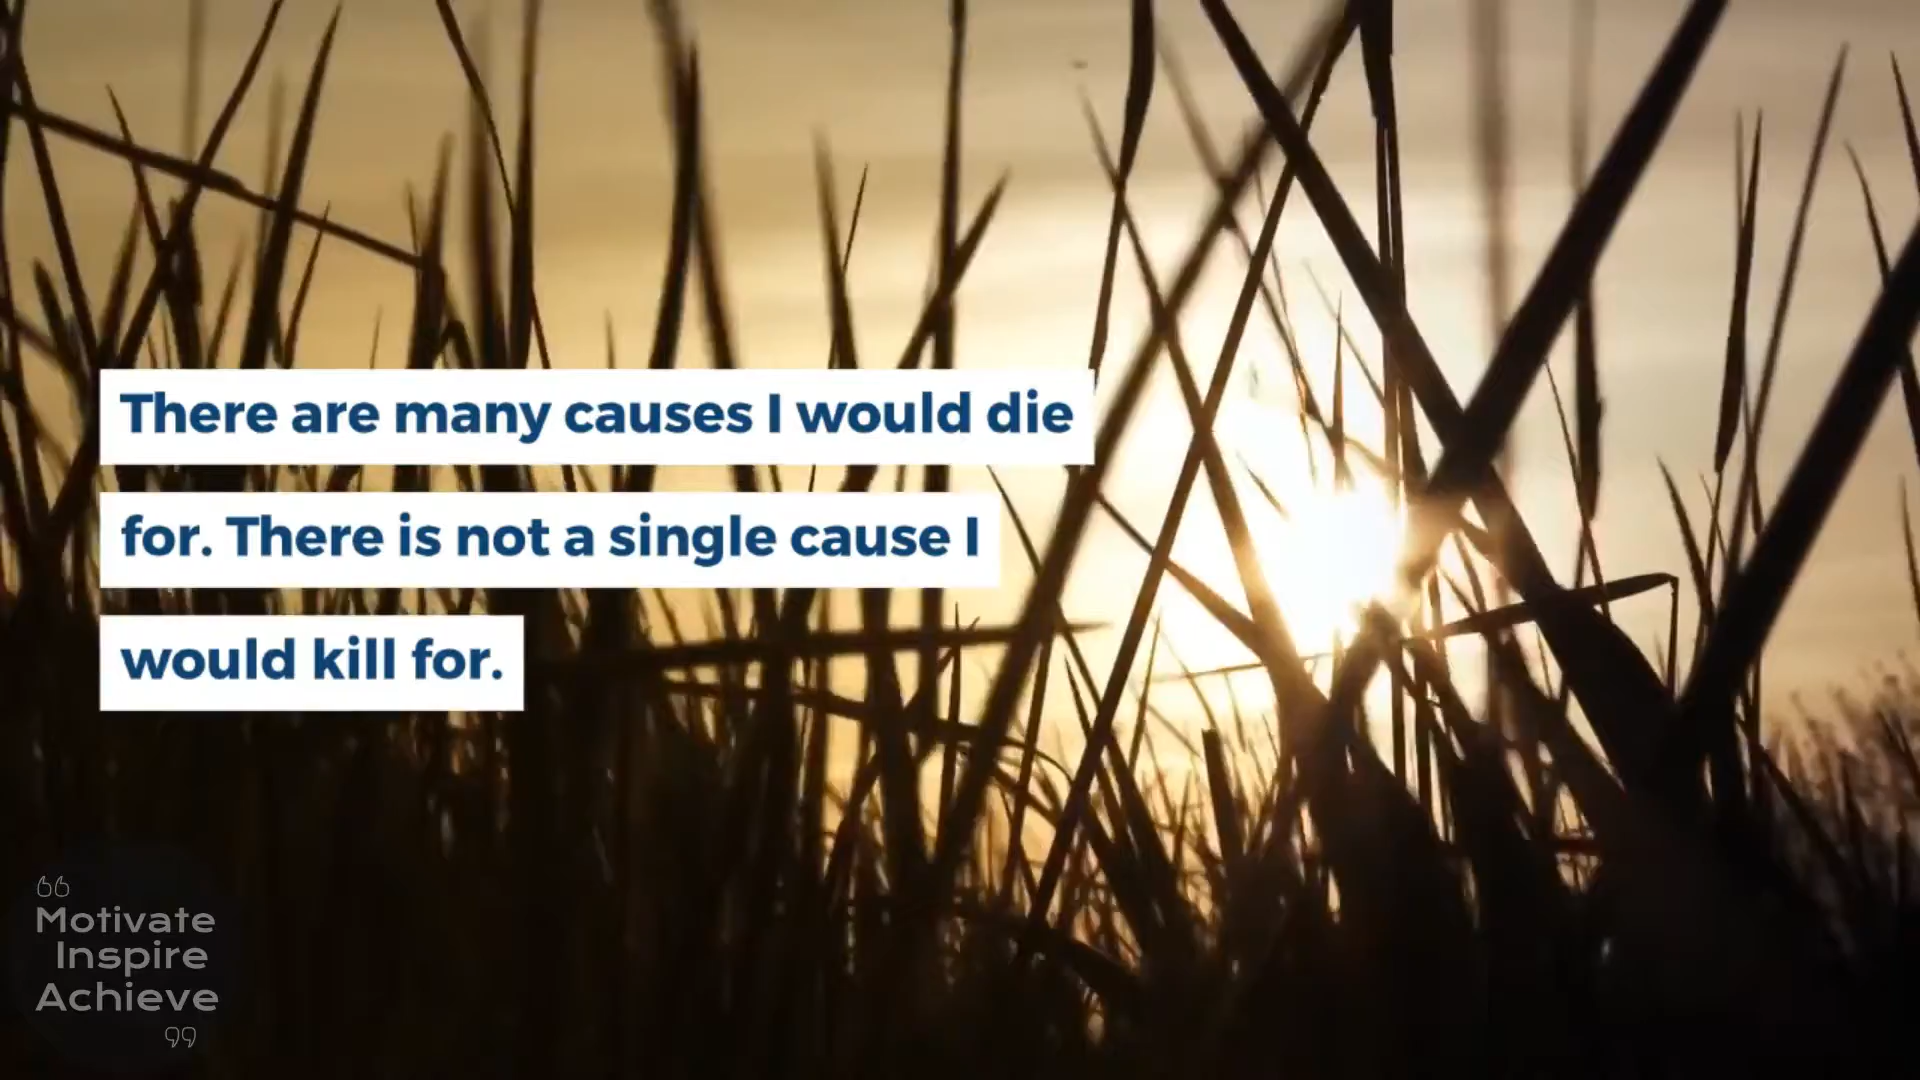 There are many causes I would die
for. There is not a single cause I
would kill for.
“
Motivate
Inspire
Achieve
”